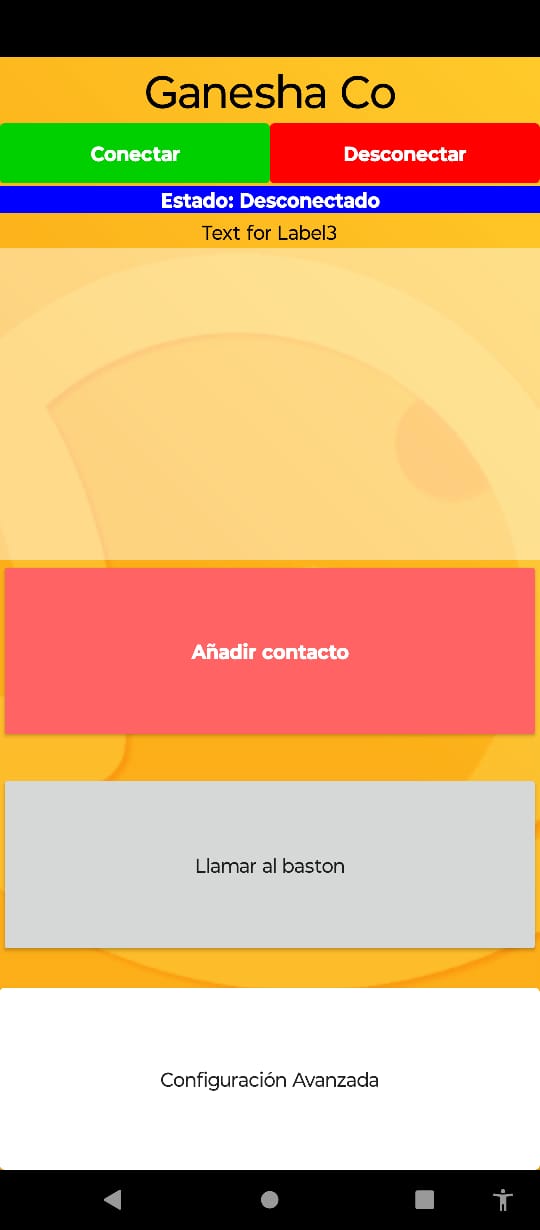 Ganesha Co
Conectar
Desconectar
Estado: Desconectado
Text for Label3
Añadir contacto
Llamar al baston
Configuración Avanzada